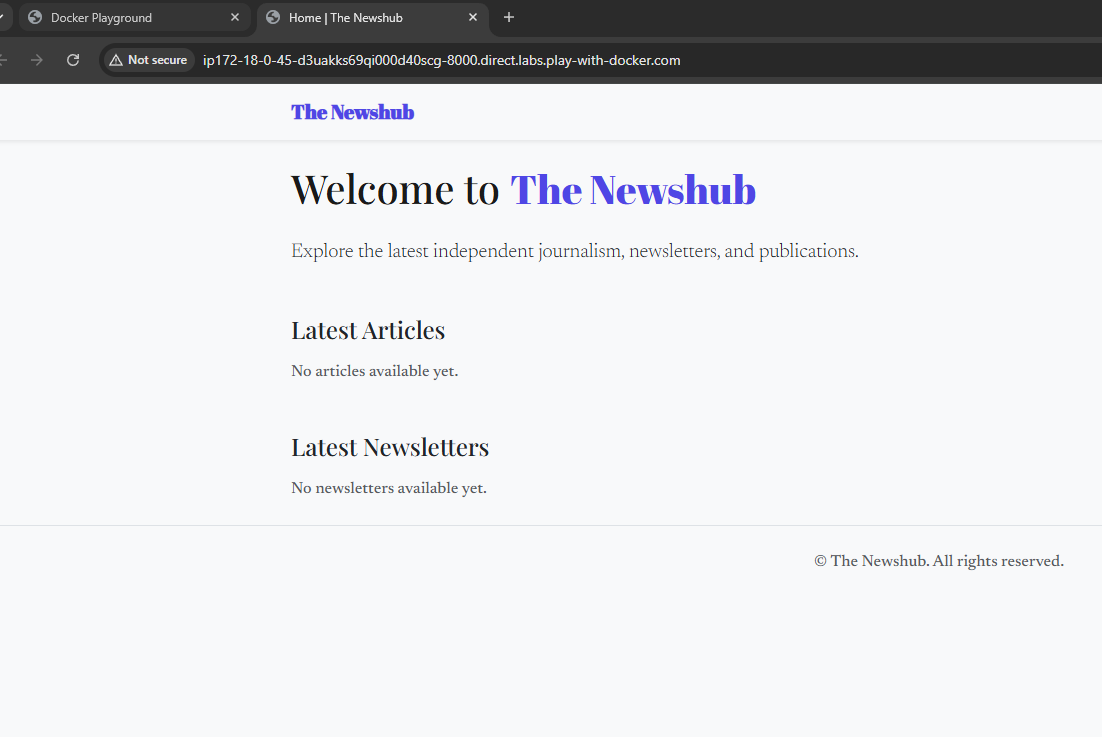 Docker Playground
Home | The Newshub
Not secure
ip172-18-0-45-d3uakks69qi000d40scg-8000.direct.labs.play-with-docker.com
The Newshub
Welcome to The Newshub
Explore the latest independent journalism, newsletters, and publications.
Latest Articles
No articles available yet.
Latest Newsletters
No newsletters available yet.
© The Newshub. All rights reserved.